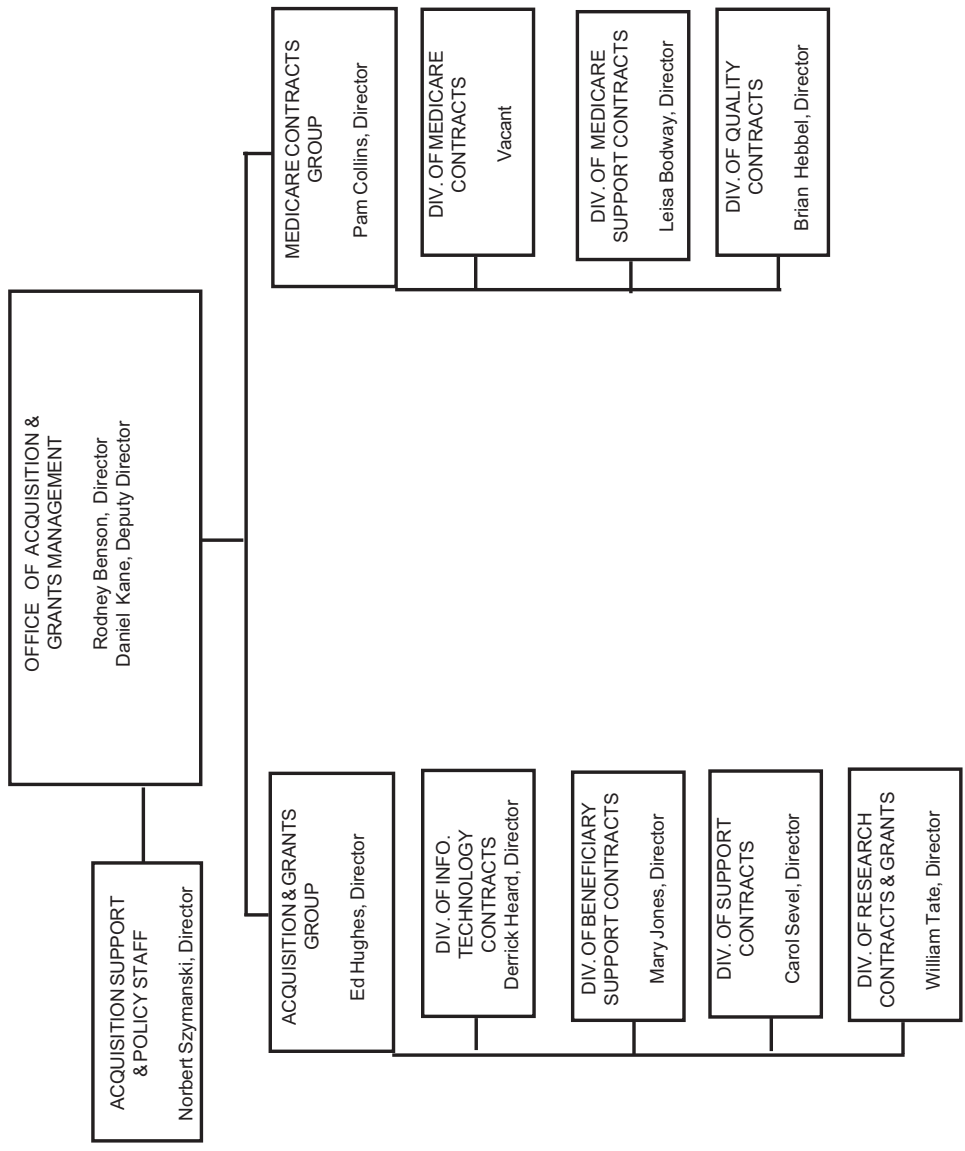 OFFICE OF ACQUISITION &
GRANTS MANAGEMENT
Rodney Benson, Director
Daniel Kane, Deputy Director
ACQUISITION SUPPORT
& POLICY STAFF
Norbert Szymanski, Director
ACQUISITION & GRANTS
GROUP
Ed Hughes, Director
DIV. OF INFO.
TECHNOLOGY
CONTRACTS
Derrick Heard, Director
DIV. OF BENEFICIARY
SUPPORT CONTRACTS
Mary Jones, Director
DIV. OF SUPPORT
CONTRACTS
Carol Sevel, Director
DIV. OF RESEARCH
CONTRACTS & GRANTS
William Tate, Director
MEDICARE CONTRACTS
GROUP
Pam Collins, Director
DIV. OF MEDICARE
CONTRACTS
Vacant
DIV. OF MEDICARE
SUPPORT CONTRACTS
Leisa Bodway, Director
DIV. OF QUALITY
CONTRACTS
Brian Hebbel, Director